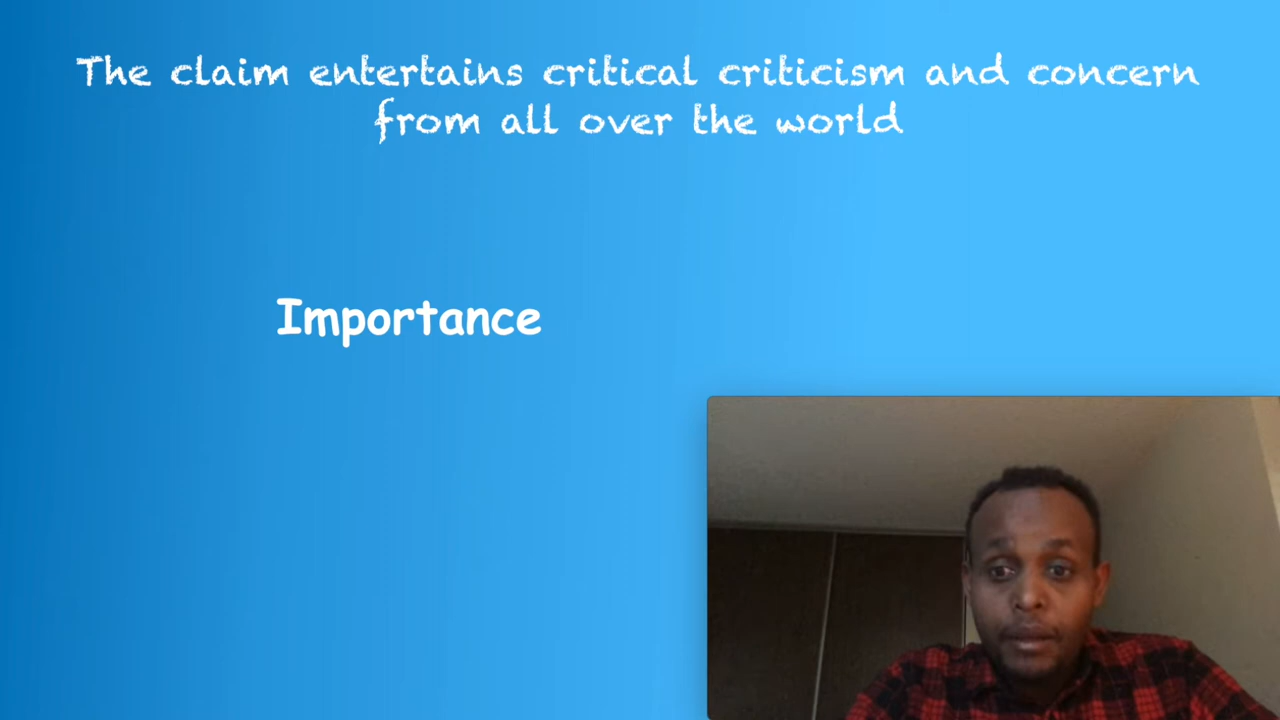 The claim entertains critical criticism and concern
from all over the world
Importance